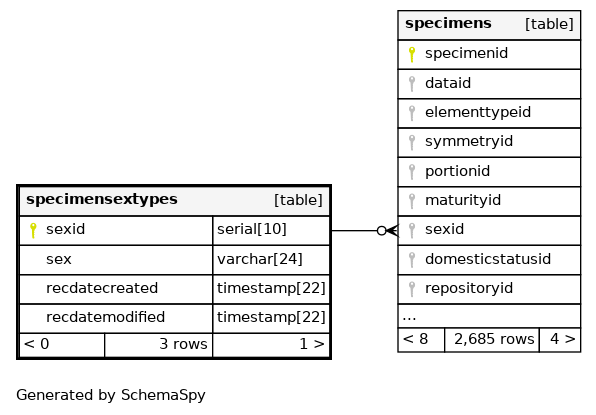 specimens [table]
specimenid
dataid
elementtypeid
symmetryid
portionid
maturityid
sexid
domesticstatusid
repositoryid
...
< 8 2,685 rows 4 >
specimensextypes [table]
sexid serial[10]
sex varchar[24]
recdatecreated timestamp[22]
recdatemodified timestamp[22]
< 0 3 rows 1 >
Generated by SchemaSpy